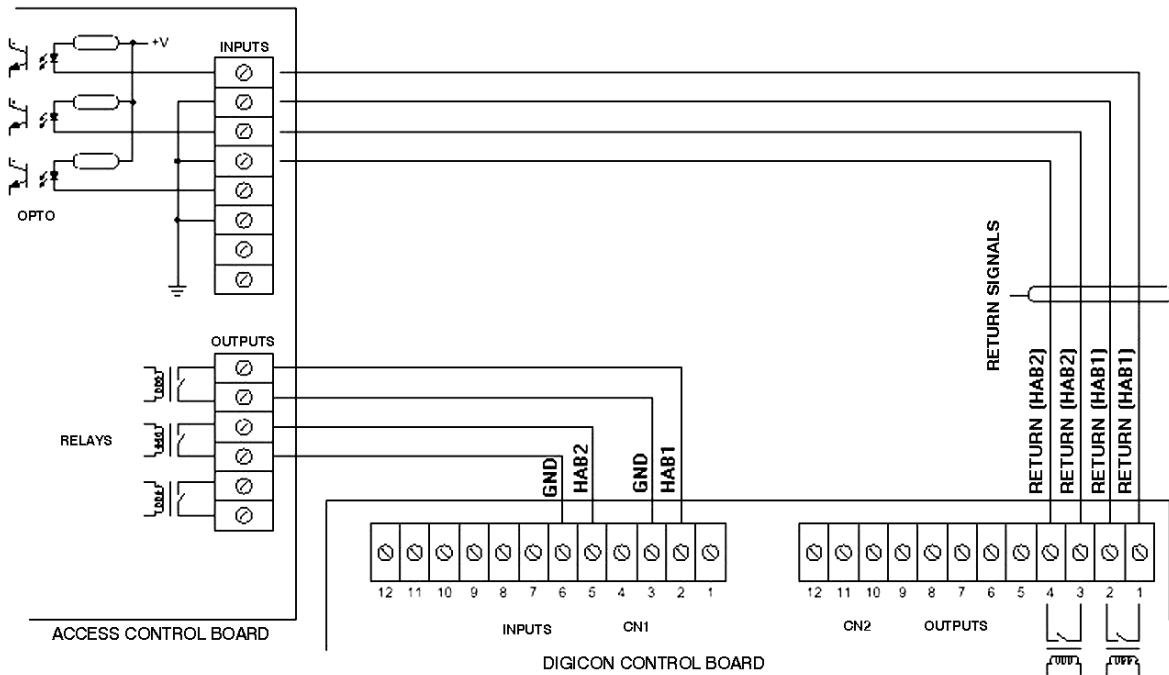 +V
INPUTS
OPTO
OUTPUTS
RELAYS
ACCESS CONTROL BOARD
GND
HAB2
GND
HAB1
RETURN SIGNALS
RETURN (HAB2)
RETURN (HAB2)
RETURN (HAB1)
RETURN (HAB1)
12 11 10 9 8 7 6 5 4 3 2 1
INPUTS CN1
12 11 10 9 8 7 6 5 4 3 2 1
CN2 OUTPUTS
DIGICON CONTROL BOARD